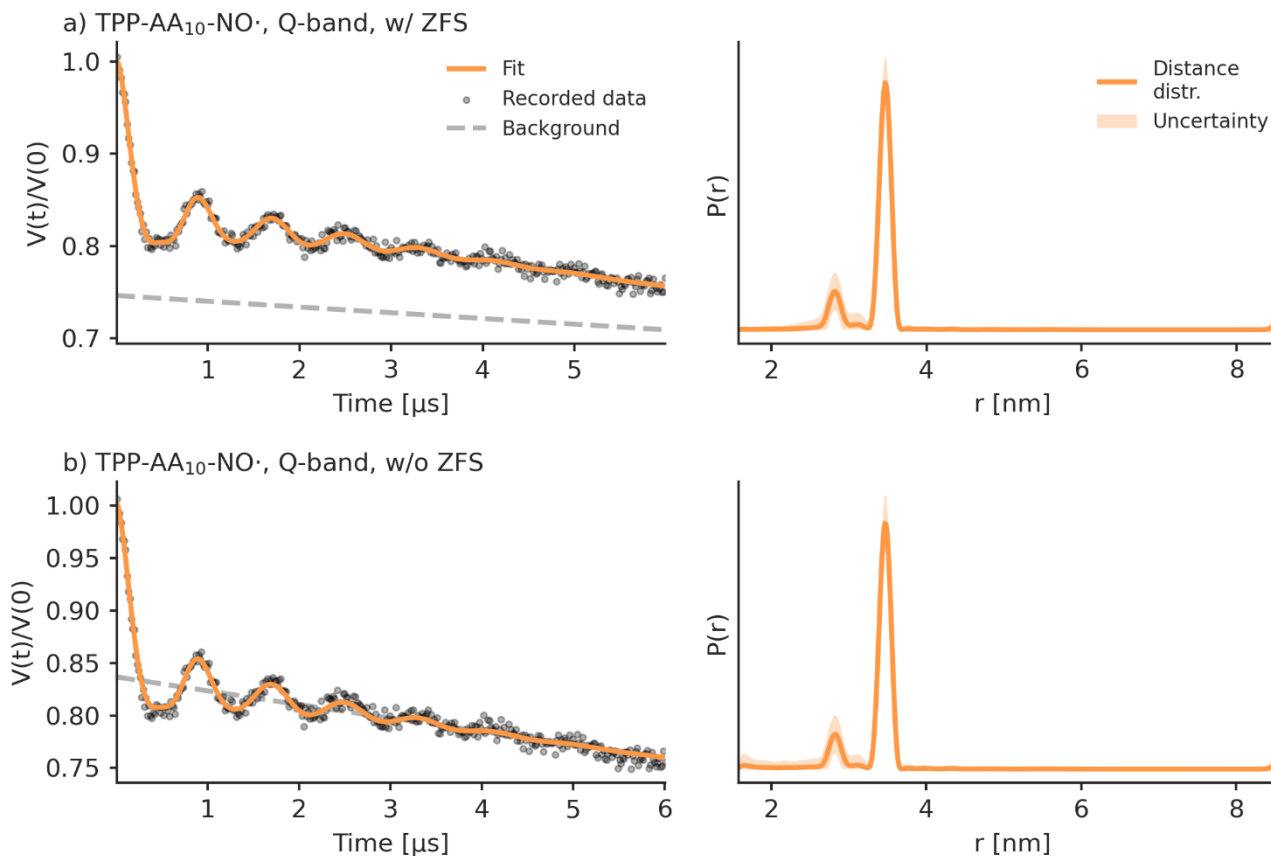 a) TPP-AA₁₀-NO·, Q-band, w/ ZFS
1.0
0.9
0.8
0.7
V(t)/V(0)
Fit
Recorded data
Background
1 2 3 4 5
Time [μs]
P(r)
Distance
distr.
Uncertainty
2 4 6 8
r [nm]
b) TPP-AA₁₀-NO·, Q-band, w/o ZFS
1.00
0.95
0.90
0.85
0.80
0.75
V(t)/V(0)
1 2 3 4 5 6
Time [μs]
P(r)
2 4 6 8
r [nm]